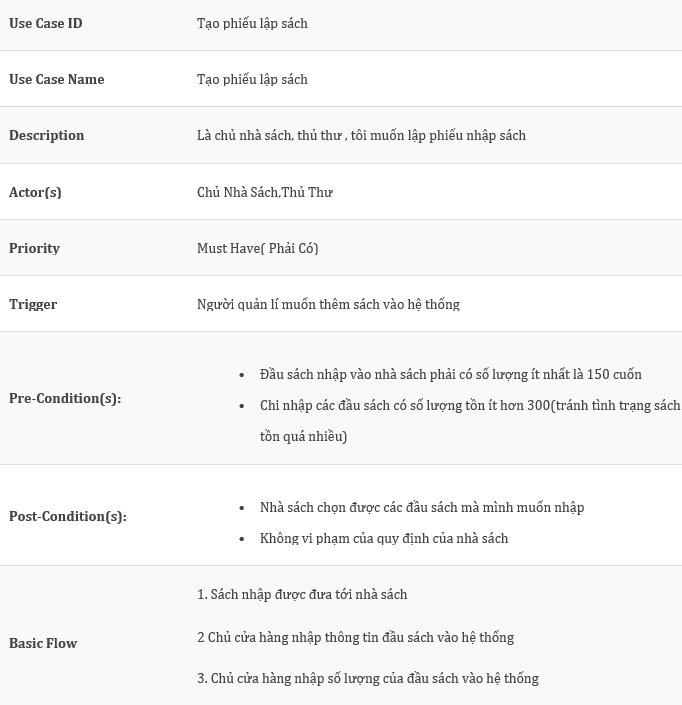 Use Case ID Tạo phiếu lập sách
Use Case Name Tạo phiếu lập sách
Description Là chủ nhà sách, thủ thư , tôi muốn lập phiếu nhập sách
Actor(s) Chủ Nhà Sách,Thủ Thư
Priority Must Have( Phải Có)
Trigger Người quản lí muốn thêm sách vào hệ thống
Pre-Condition(s):
• Đầu sách nhập vào nhà sách phải có số lượng ít nhất là 150 cuốn
• Chi nhập các đầu sách có số lượng tồn ít hơn 300(tránh tình trạng sách
tồn quá nhiều)
Post-Condition(s):
• Nhà sách chọn được các đầu sách mà mình muốn nhập
• Không vi phạm của quy định của nhà sách
Basic Flow
1. Sách nhập được đưa tới nhà sách
2 Chủ cửa hàng nhập thông tin đầu sách vào hệ thống
3. Chủ cửa hàng nhập số lượng của đầu sách vào hệ thống